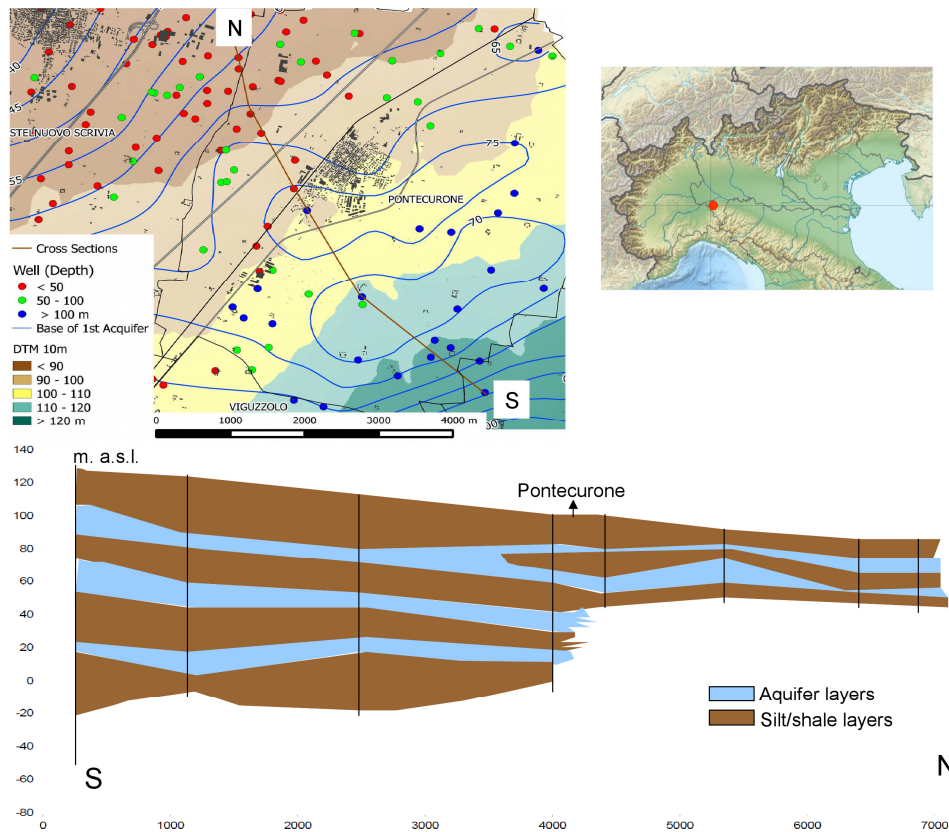 N
65
40
45
STELNUOVO SCRIVIA
75
55
PONTECURONE
70
Cross Sections
Well (Depth)
< 50
50 - 100
> 100 m
Base of 1st Acquifer
DTM 10m
< 90
90 - 100
100 - 110
110 - 120
> 120 m
S
VIGUZZOLO
0 1000 2000 3000 4000 m
140
m. a.s.l.
120
Pontecurone
100
80
60
40
20
0
Aquifer layers
-20
Silt/shale layers
-40
S
N
-60
-80
0 1000 2000 3000 4000 5000 6000 7000